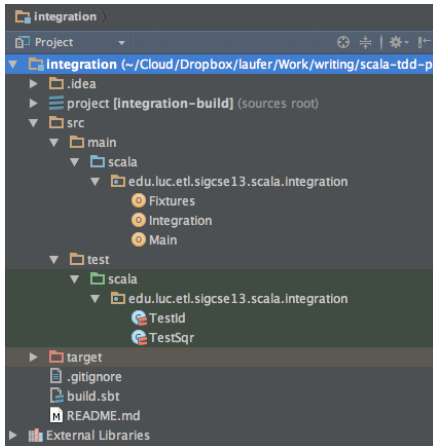 integration
Project
integration (~/Cloud/Dropbox/laufer/Work/writing/scala-tdd-p
.idea
project [integration-build] (sources root)
src
main
scala
edu.luc.etl.sigcse13.scala.integration
Fixtures
Integration
Main
test
scala
edu.luc.etl.sigcse13.scala.integration
TestId
TestSqr
target
.gitignore
build.sbt
README.md
External Libraries